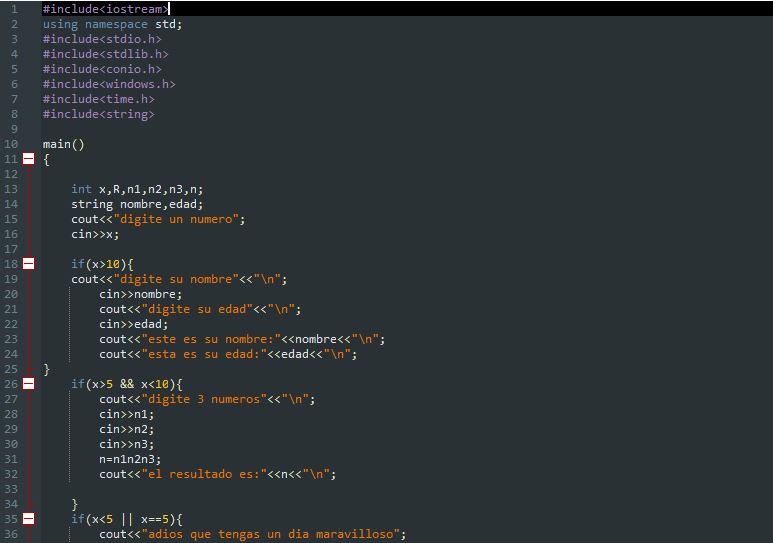 1 #include<iostream>
2 using namespace std;
3 #include<stdio.h>
4 #include<stdlib.h>
5 #include<conio.h>
6 #include<windows.h>
7 #include<time.h>
8 #include<string>
9
10 main()
11 {
12
13 int x,R,n1,n2,n3,n;
14 string nombre,edad;
15 cout<<"digite un numero";
16 cin>>x;
17
18 if(x>10){
19 cout<<"digite su nombre"<<"\n";
20 cin>>nombre;
21 cout<<"digite su edad"<<"\n";
22 cin>>edad;
23 cout<<"este es su nombre:"<<nombre<<"\n";
24 cout<<"esta es su edad:"<<edad<<"\n";
25 }
26 if(x>5 && x<10){
27 cout<<"digite 3 numeros"<<"\n";
28 cin>>n1;
29 cin>>n2;
30 cin>>n3;
31 n=n1n2n3;
32 cout<<"el resultado es:"<<n<<"\n";
33
34 }
35 if(x<5 || x==5){
36 cout<<"adios que tengas un dia maravilloso";